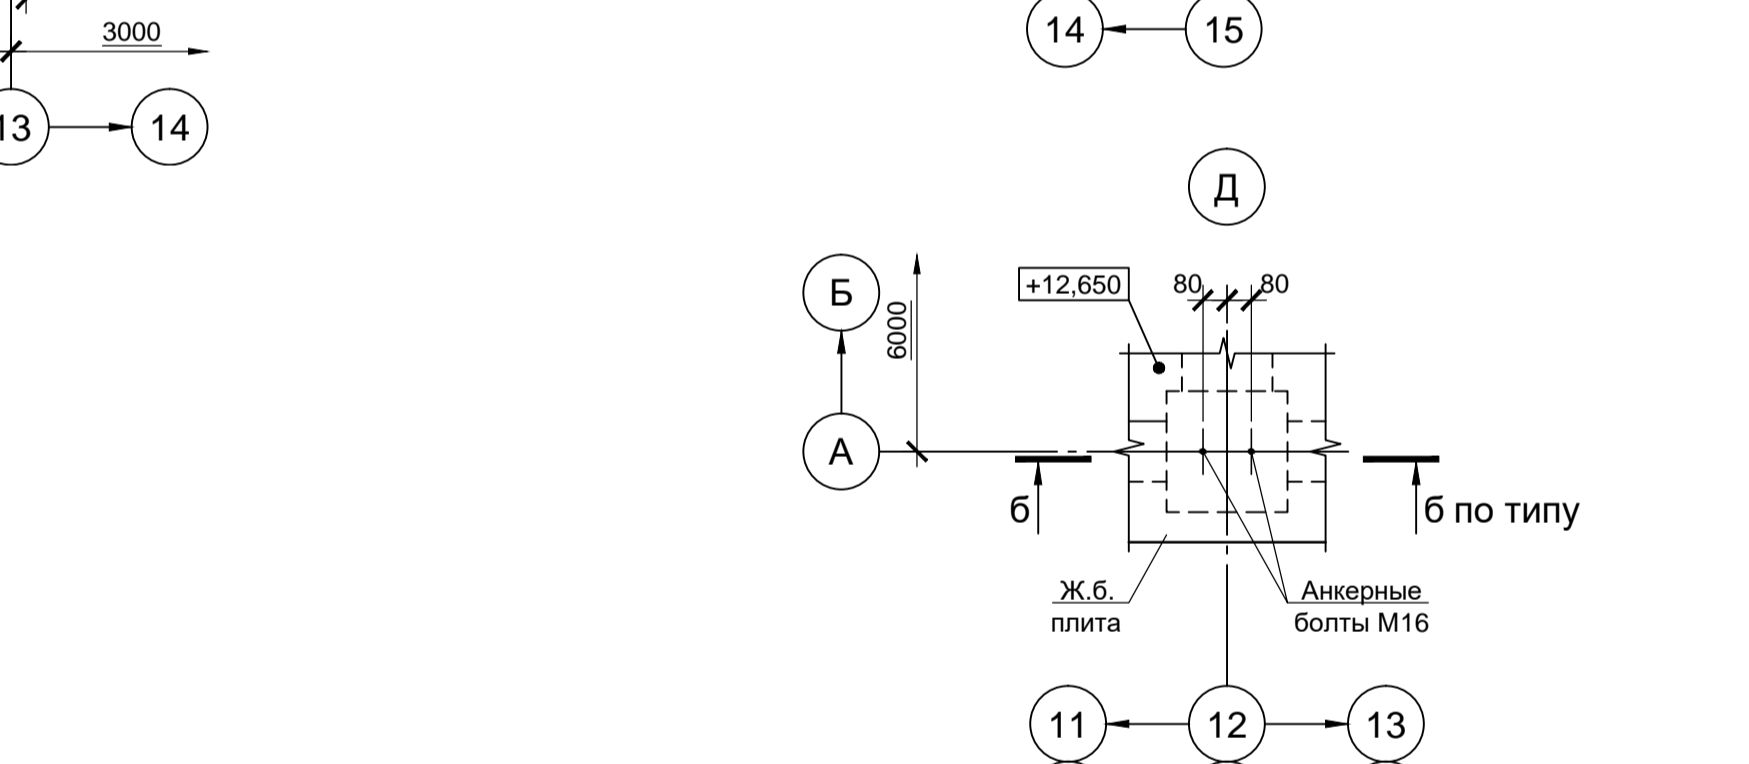 14
15
3000
13
14
Д
Б
+12,650
80
80
6000
А
б
б по типу
Ж.б.
плита
Анкерные
болты М16
11
12
13